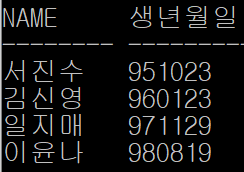 NAME 생년월일
-------- --------
서진수 951023
김신영 960123
일지매 971129
이윤나 980819